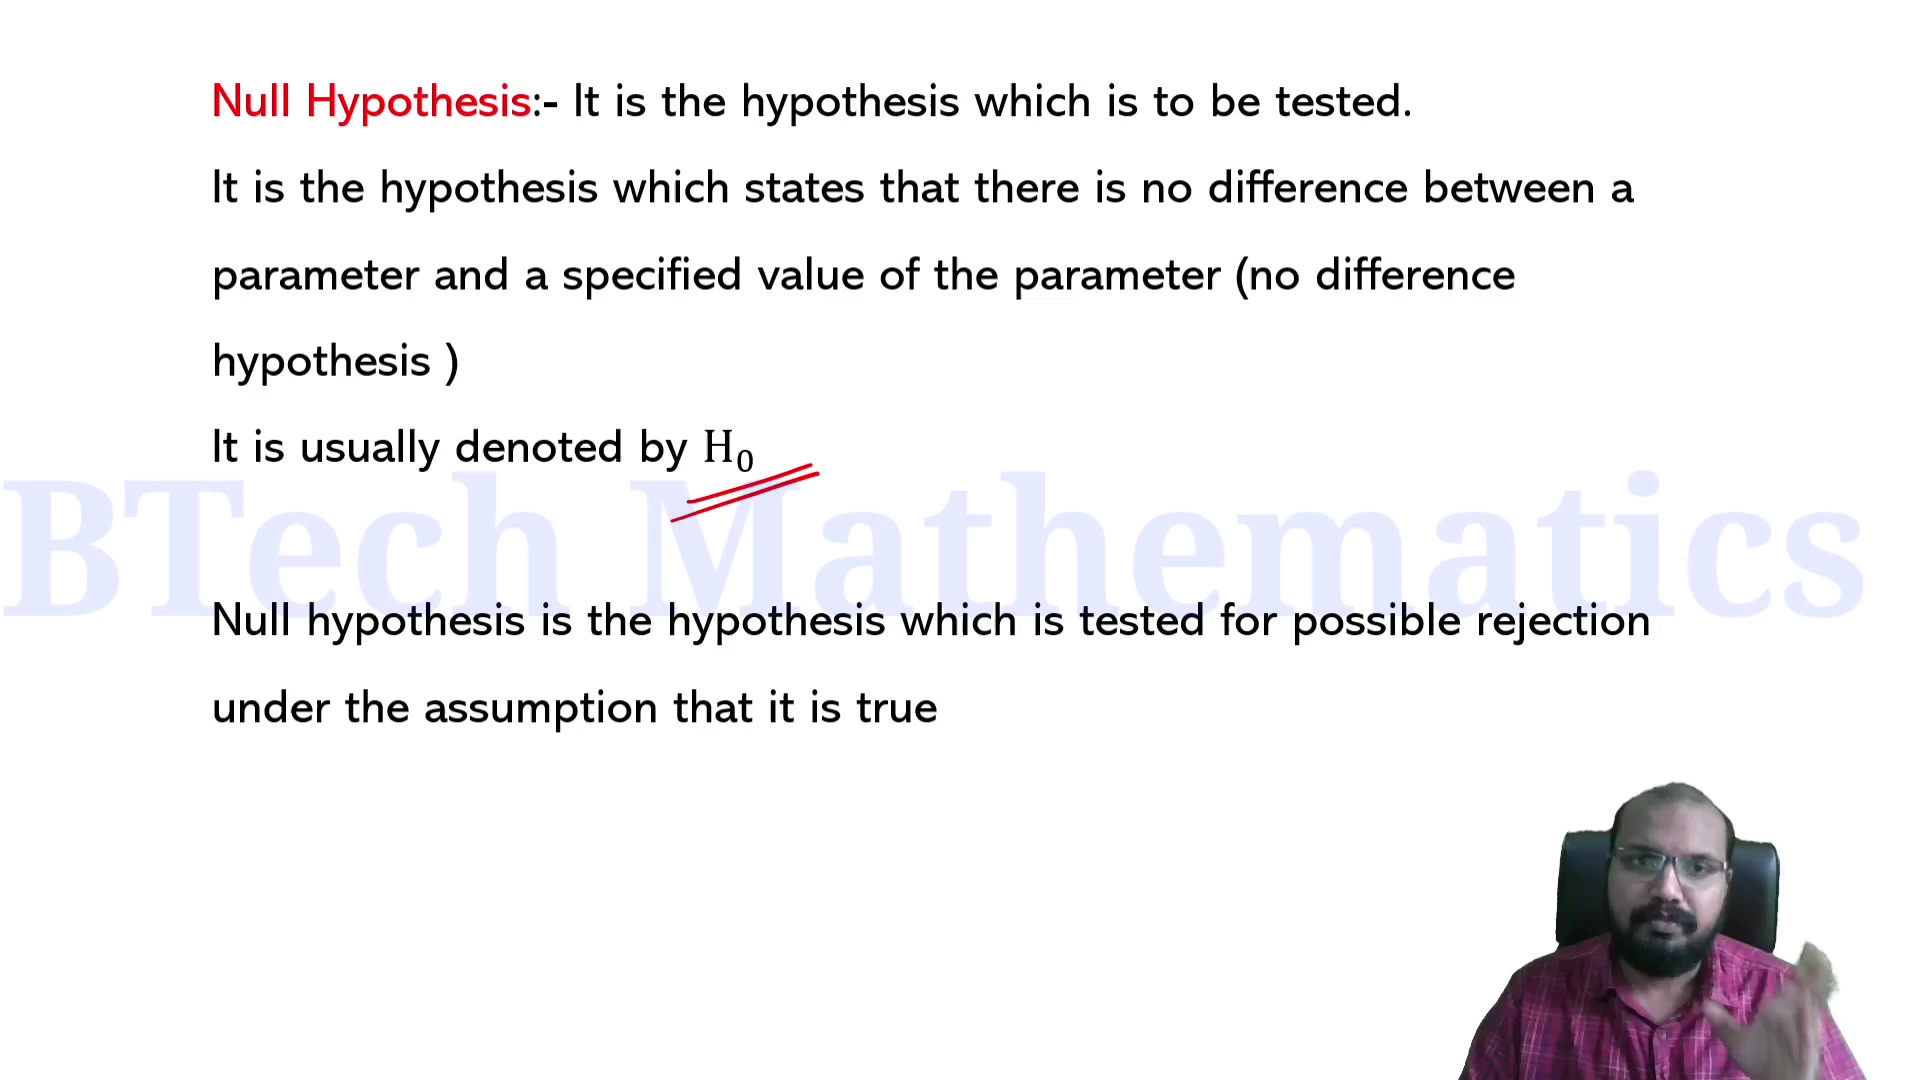 Null Hypothesis:- It is the hypothesis which is to be tested.
It is the hypothesis which states that there is no difference between a
parameter and a specified value of the parameter (no difference
hypothesis )
It is usually denoted by H₀
BTech Mathematics
Null hypothesis is the hypothesis which is tested for possible rejection
under the assumption that it is true